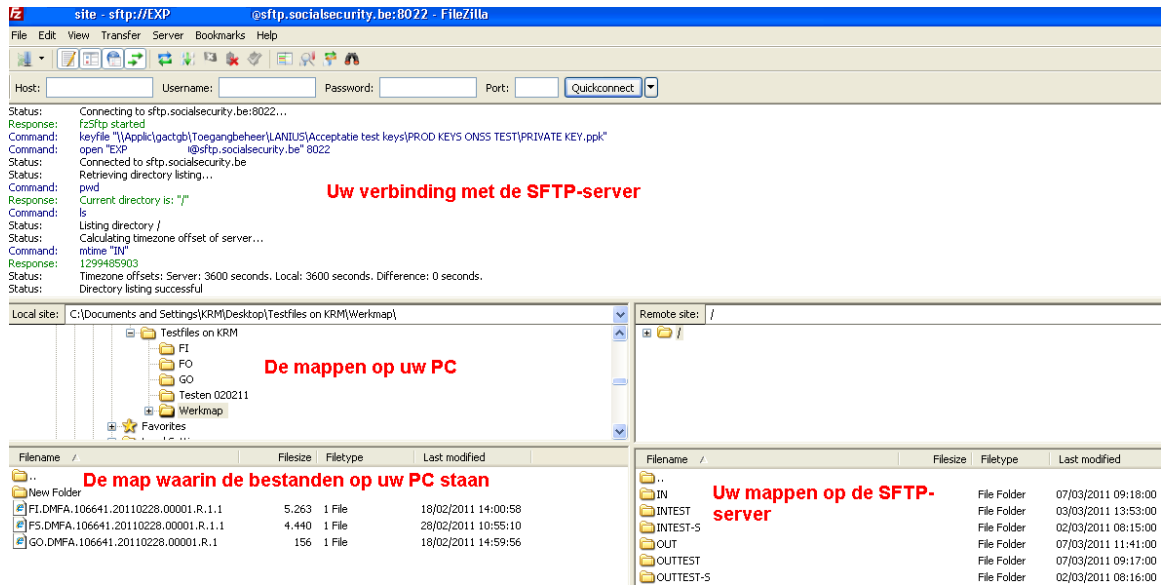 site - sftp://EXP @sftp.socialsecurity.be:8022 - FileZilla
File Edit View Transfer Server Bookmarks Help
Host: Username: Password: Port: Quickconnect
Status: Connecting to sftp.socialsecurity.be:8022...
Response: fzSftp started
Command: keyfile "\\Applic\gactgb\Toegangbeheer\LANIUS\Acceptatie test keys\PROD KEYS ONSS TEST\PRIVATE KEY.ppk"
Command: open "EXP @sftp.socialsecurity.be" 8022
Status: Connected to sftp.socialsecurity.be
Status: Retrieving directory listing...
Command: pwd
Response: Current directory is: "/"
Command: ls
Status: Listing directory /
Status: Calculating timezone offset of server...
Command: mtime "IN"
Response: 1299485903
Status: Timezone offsets: Server: 3600 seconds. Local: 3600 seconds. Difference: 0 seconds.
Status: Directory listing successful
Uw verbinding met de SFTP-server
Local site: C:\Documents and Settings\KRM\Desktop\Testfiles on KRM\Werkmap\
Testfiles on KRM
FI
FO
GO
Testen 020211
Werkmap
Favorites
De mappen op uw PC
Remote site: /
/
Filename / Filesize Filetype Last modified
..
New Folder
FI.DMFA.106641.20110228.00001.R.1.1 5.263 1 File 18/02/2011 14:00:58
FS.DMFA.106641.20110228.00001.R.1.1 4.440 1 File 28/02/2011 10:55:10
GO.DMFA.106641.20110228.00001.R.1 156 1 File 18/02/2011 14:59:56
De map waarin de bestanden op uw PC staan
Filename / Filesize Filetype Last modified
..
IN File Folder 07/03/2011 09:18:00
INTEST File Folder 03/03/2011 13:53:00
INTEST-S File Folder 02/03/2011 08:15:00
OUT File Folder 07/03/2011 11:41:00
OUTTEST File Folder 07/03/2011 09:17:00
OUTTEST-S File Folder 02/03/2011 08:16:00
Uw mappen op de SFTP-
server